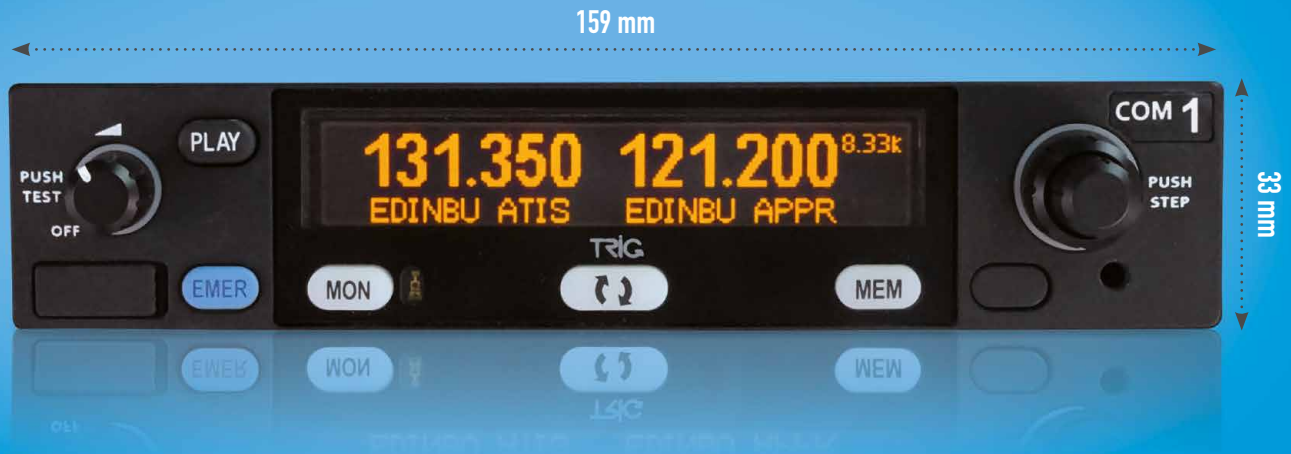 159 mm
33 mm
COM 1
PLAY
PUSH
TEST
OFF
131.350 121.200 8.33k
EDINBU ATIS EDINBU APPR
PUSH
STEP
TRIG
EMER
MON
MEM